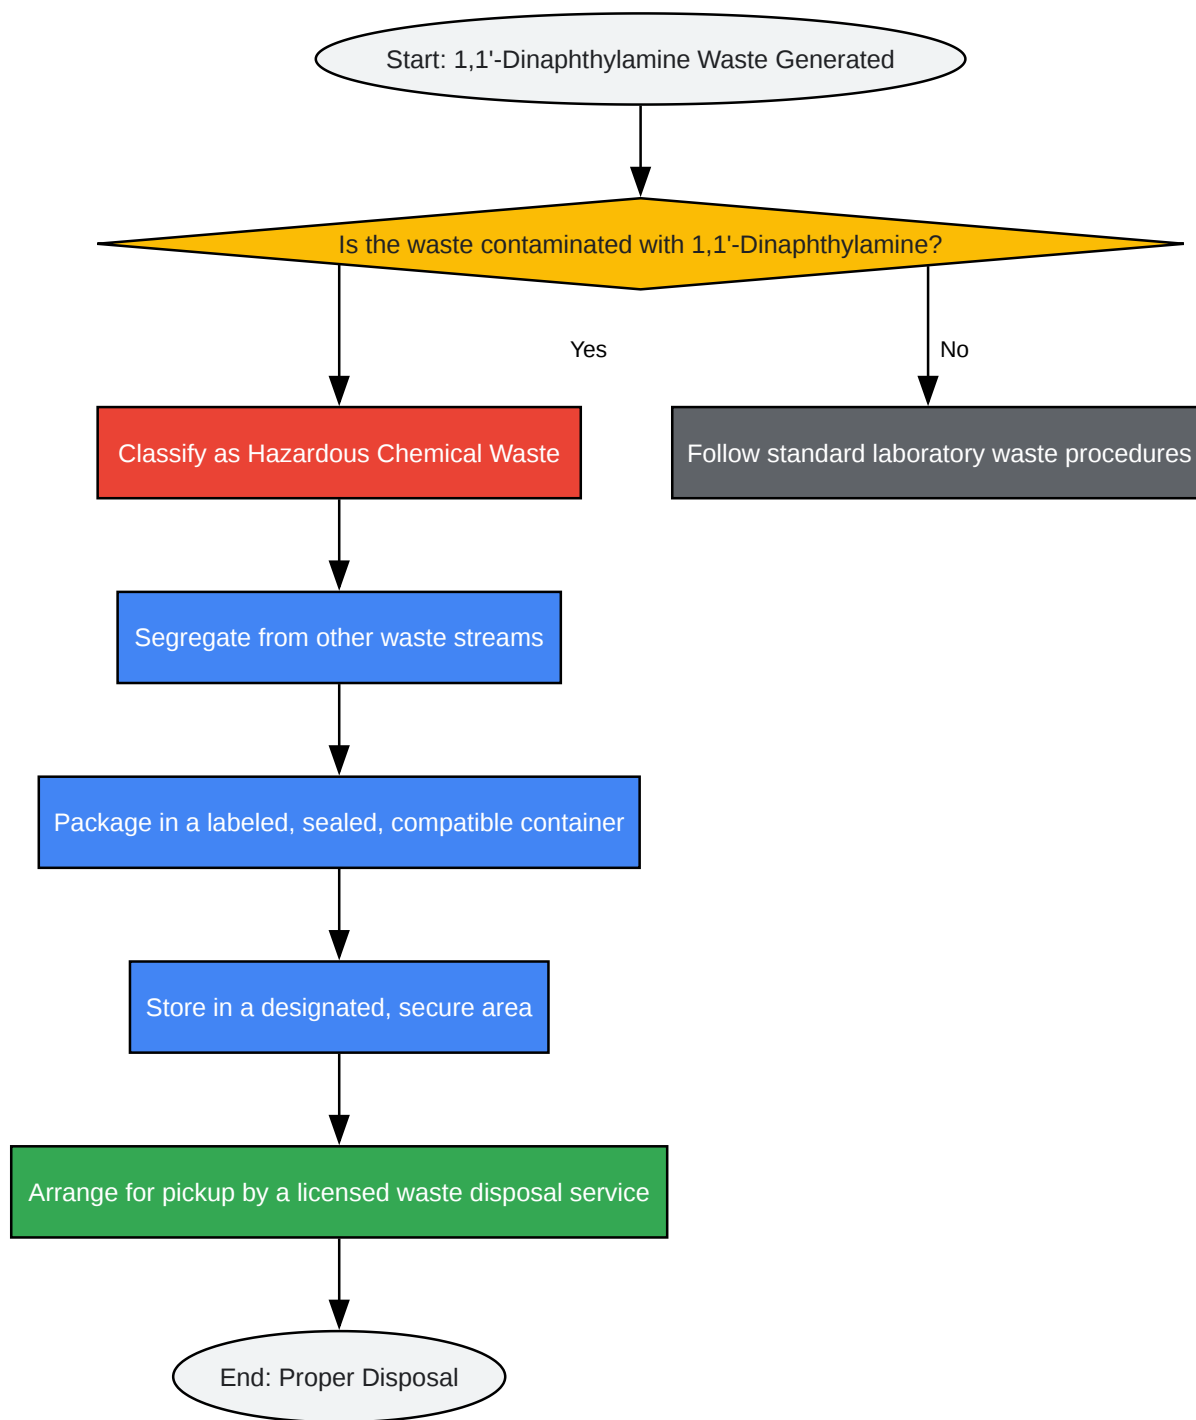 Start: 1,1'-Dinaphthylamine Waste Generated
Is the waste contaminated with 1,1'-Dinaphthylamine?
Yes
No
Classify as Hazardous Chemical Waste
Follow standard laboratory waste procedures
Segregate from other waste streams
Package in a labeled, sealed, compatible container
Store in a designated, secure area
Arrange for pickup by a licensed waste disposal service
End: Proper Disposal